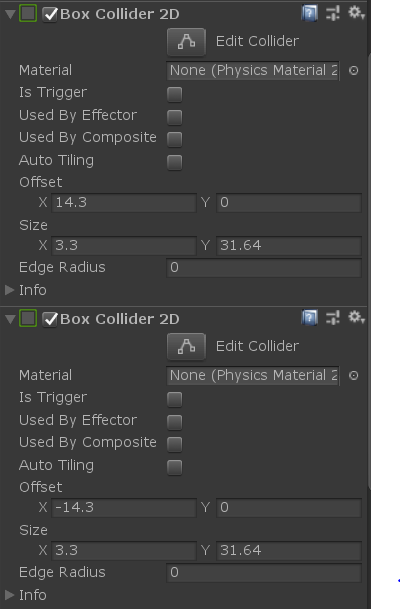 Box Collider 2D
Edit Collider
Material None (Physics Material 2
Is Trigger
Used By Effector
Used By Composite
Auto Tiling
Offset
X 14.3 Y 0
Size
X 3.3 Y 31.64
Edge Radius 0
Info
Box Collider 2D
Edit Collider
Material None (Physics Material 2
Is Trigger
Used By Effector
Used By Composite
Auto Tiling
Offset
X -14.3 Y 0
Size
X 3.3 Y 31.64
Edge Radius 0
Info